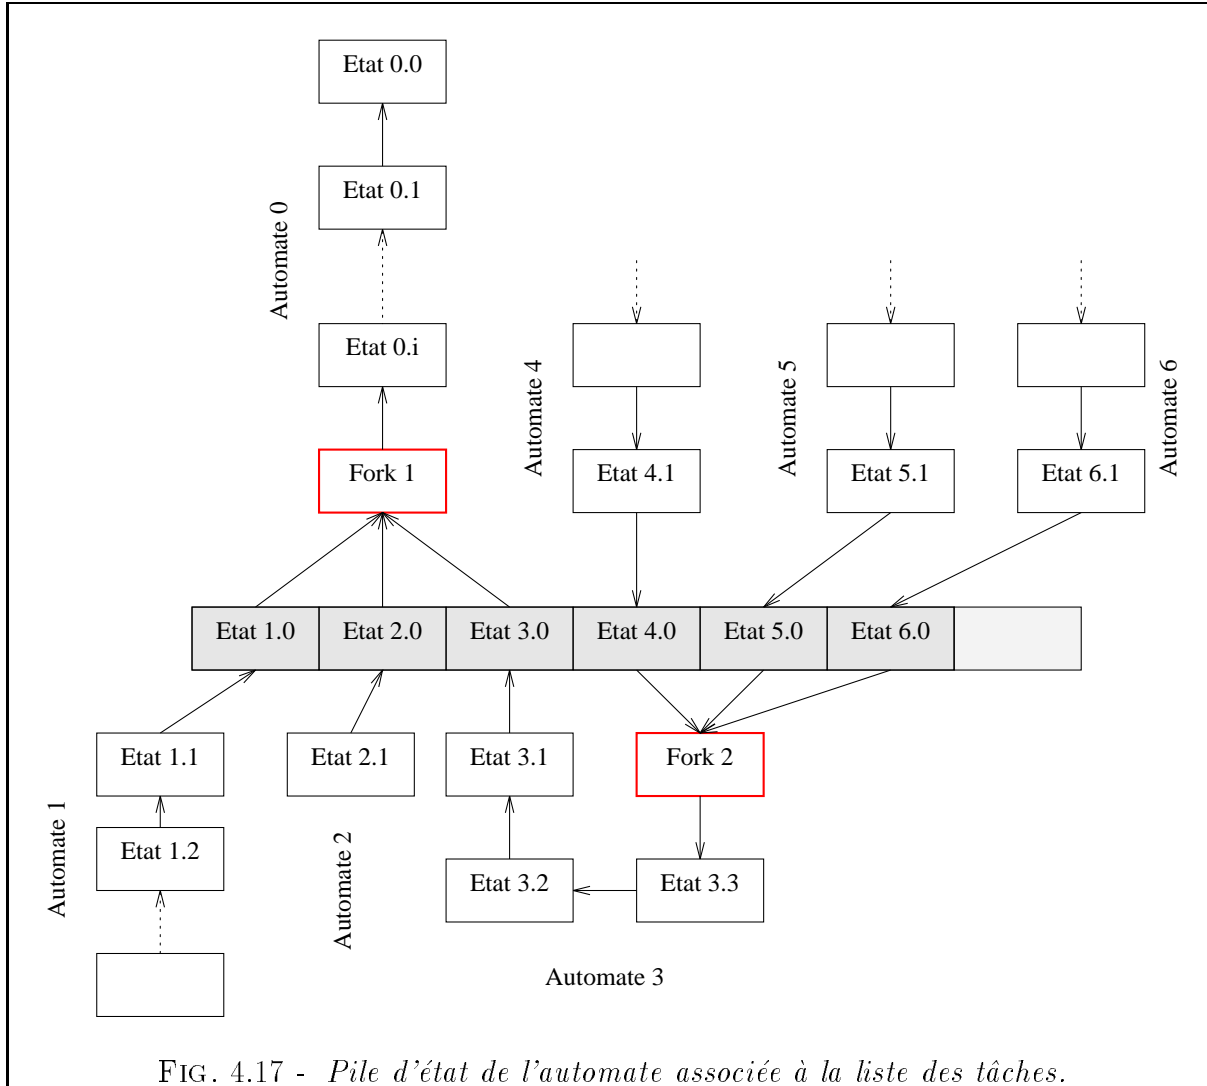 Etat 0.0
Etat 0.1
Automate 0
Etat 0.i
Automate 4
Automate 5
Automate 6
Fork 1
Etat 4.1
Etat 5.1
Etat 6.1
Etat 1.0
Etat 2.0
Etat 3.0
Etat 4.0
Etat 5.0
Etat 6.0
Etat 1.1
Etat 2.1
Etat 3.1
Fork 2
Automate 1
Etat 1.2
Automate 2
Etat 3.2
Etat 3.3
Automate 3
FIG. 4.17 - Pile d'état de l'automate associée à la liste des tâches.